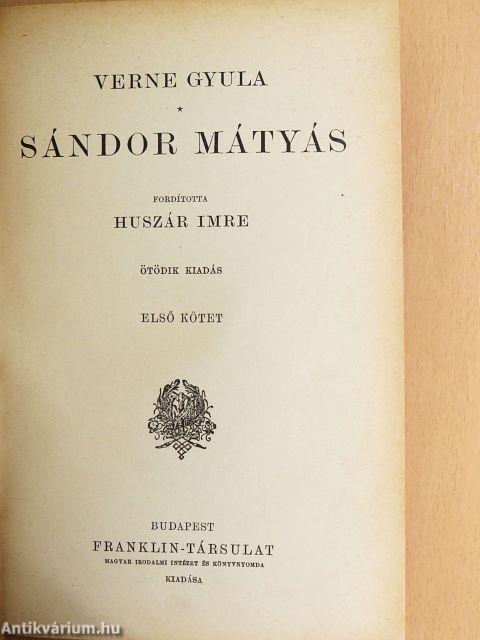 VERNE GYULA
*
SÁNDOR MÁTYÁS
FORDÍTOTTA
HUSZÁR IMRE
ÖTÖDIK KIADÁS
ELSŐ KÖTET
BUDAPEST
FRANKLIN-TÁRSULAT
MAGYAR IRODALMI INTÉZET ÉS KÖNYVNYOMDA
KIADÁSA
Antikvárium.hu